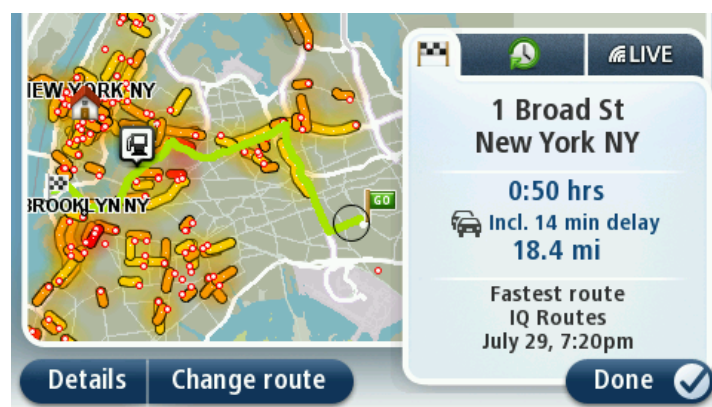 NEW YORK NY
BROOKLYN NY
GO
LIVE
1 Broad St
New York NY
0:50 hrs
Incl. 14 min delay
18.4 mi
Fastest route
IQ Routes
July 29, 7:20pm
Details
Change route
Done